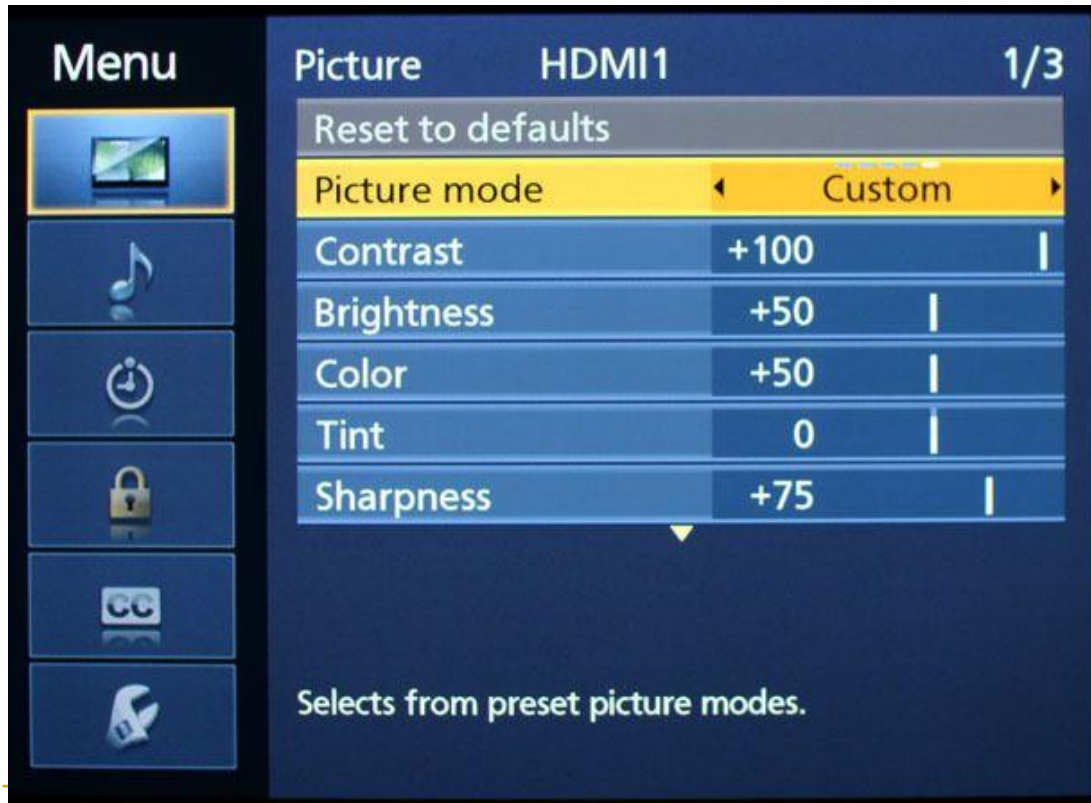 Menu
Picture HDMI1 1/3
Reset to defaults
Picture mode Custom
Contrast +100
Brightness +50
Color +50
Tint 0
Sharpness +75
CC
Selects from preset picture modes.